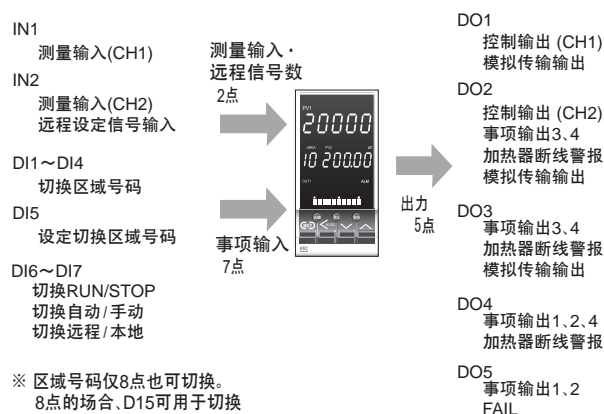 IN1
测量输入(CH1)
IN2
测量输入(CH2)
远程设定信号输入
DI1～DI4
切换区域号码
DI5
设定切换区域号码
DI6～DI7
切换RUN/STOP
切换自动/手动
切换远程/本地
※ 区域号码仅8点也可切换。
8点的场合、D15可用于切换
测量输入·
远程信号数
2点
事项输入
7点
PV1
20000
AREA PV2
10 200.00
OUT1 ALM
出力
5点
DO1
控制输出 (CH1)
模拟传输输出
DO2
控制输出 (CH2)
事项输出3、4
加热器断线警报
模拟传输输出
DO3
事项输出3、4
加热器断线警报
模拟传输输出
DO4
事项输出1、2、4
加热器断线警报
DO5
事项输出1、2
FAIL